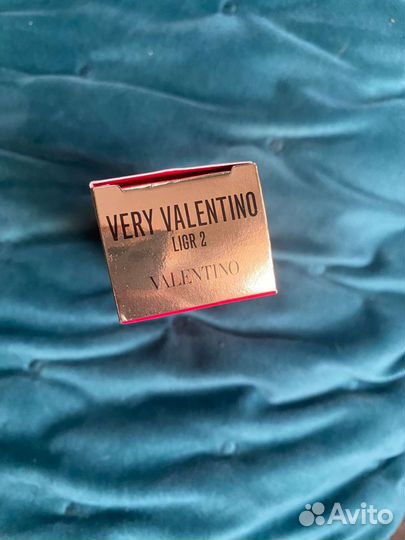 VERY VALENTINO
LIGR 2
VALENTINO
Avito